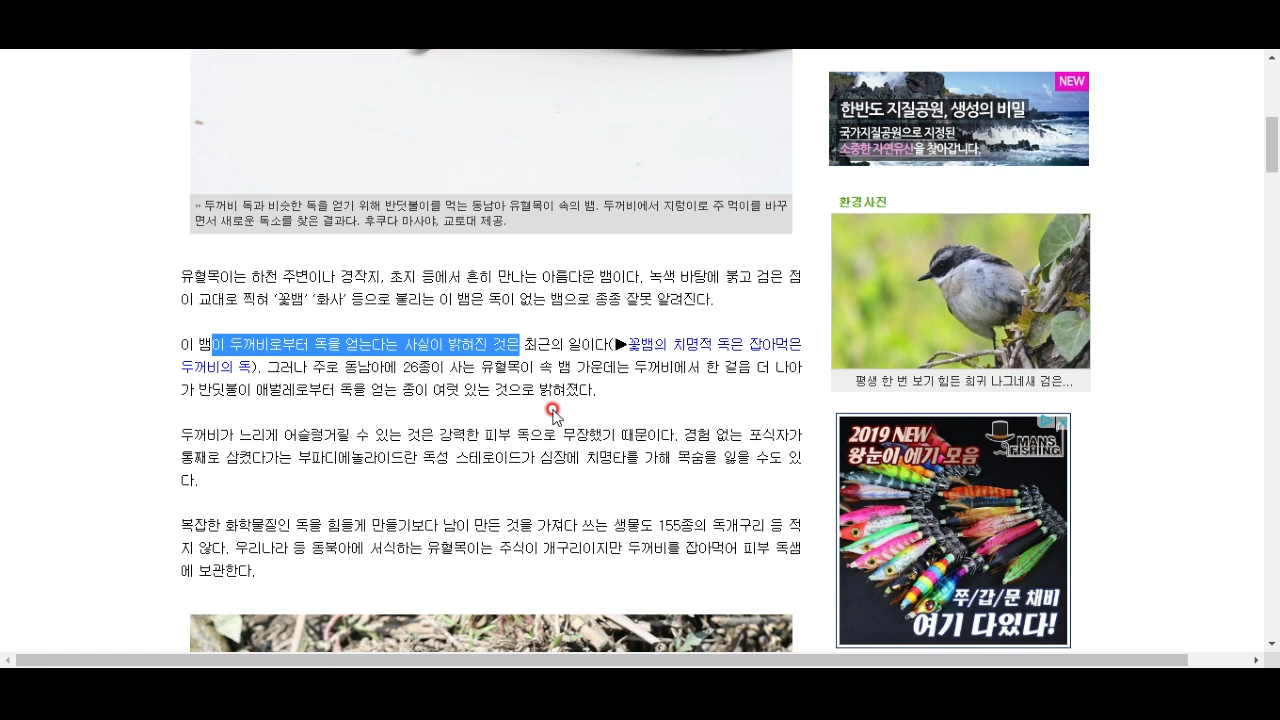 » 두꺼비 독과 비슷한 독을 얻기 위해 반딧불이를 먹는 동남아 유혈목이 속의 뱀. 두꺼비에서 지렁이로 주 먹이를 바꾸
면서 새로운 독소를 찾은 결과다. 후쿠다 마사야, 교토대 제공.
유혈목이는 하천 주변이나 경작지, 초지 등에서 흔히 만나는 아름다운 뱀이다. 녹색 바탕에 붉고 검은 점
이 교대로 찍혀 ‘꽃뱀’ ‘화사’ 등으로 불리는 이 뱀은 독이 없는 뱀으로 종종 잘못 알려진다.
이 뱀이 두꺼비로부터 독을 얻는다는 사실이 밝혀진 것은 최근의 일이다(▶꽃뱀의 치명적 독은 잡아먹은
두꺼비의 독). 그러나 주로 동남아에 26종이 사는 유혈목이 속 뱀 가운데는 두꺼비에서 한 걸음 더 나아
가 반딧불이 애벌레로부터 독을 얻는 종이 여럿 있는 것으로 밝혀졌다.
두꺼비가 느리게 어슬렁거릴 수 있는 것은 강력한 피부 독으로 무장했기 때문이다. 경험 없는 포식자가
통째로 삼켰다가는 부파디에놀라이드란 독성 스테로이드가 심장에 치명타를 가해 목숨을 잃을 수도 있
다.
복잡한 화학물질인 독을 힘들게 만들기보다 남이 만든 것을 가져다 쓰는 생물도 155종의 독개구리 등 적
지 않다. 우리나라 등 동북아에 서식하는 유혈목이는 주식이 개구리이지만 두꺼비를 잡아먹어 피부 독샘
에 보관한다.
NEW
한반도 지질공원, 생성의 비밀
국가지질공원으로 지정된
소중한 자연유산을 찾아갑니다.
환경사진
평생 한 번 보기 힘든 희귀 나그네새 검은...
2019 NEW
왕눈이 에기 모음
MANS
FISHING
쭈/갑/문 채비
여기 다있다!